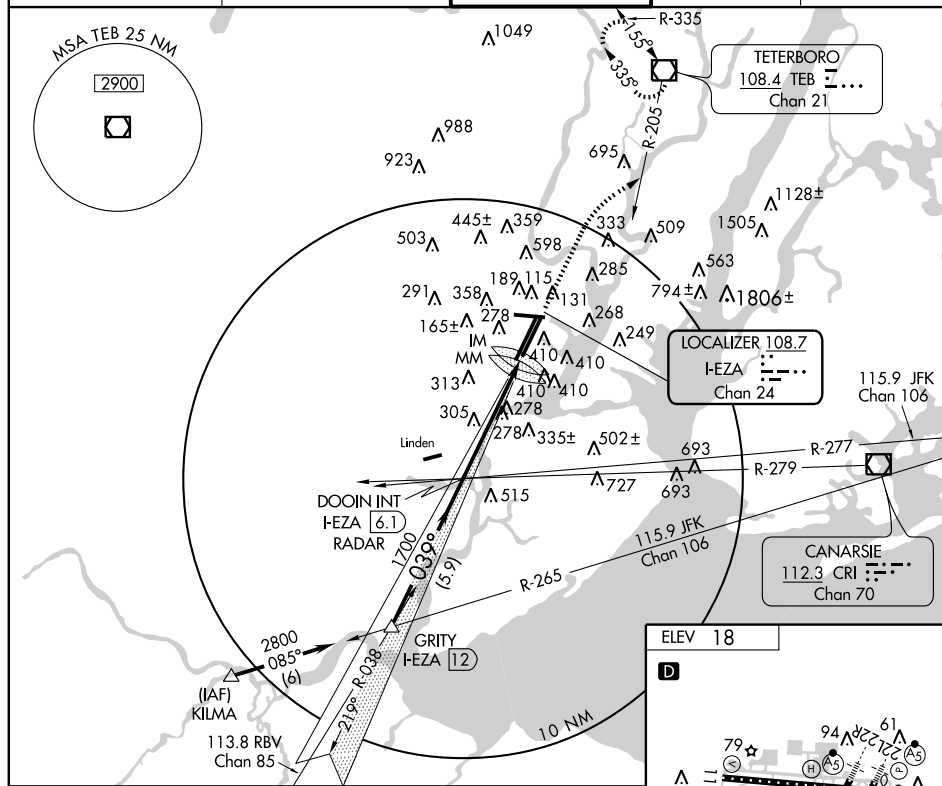 MSA TEB 25 NM
2900
1049
R-335
155°
335°
TETERBORO
108.4 TEB
Chan 21
R-205
988
923
695
1128±
1505
445±
359
503
598
333
509
285
563
794±
1806±
189
115
131
291
358
278
165±
268
249
IM
MM
410
410
410
410
313
305
278
278
335±
502±
693
693
727
515
LOCALIZER 108.7
I-EZA
Chan 24
115.9 JFK
Chan 106
R-277
R-279
Linden
DOOIN INT
I-EZA 6.1
RADAR
1700
039°
(5.9)
115.9 JFK
Chan 106
R-265
CANARSIE
112.3 CRI
Chan 70
GRITY
I-EZA 12
2800
085°
(6)
(IAF)
KILMA
R-038
219°
113.8 RBV
Chan 85
10 NM
ELEV 18
D
79
94
61
22R
22L
A5
A5
H
P
V
11